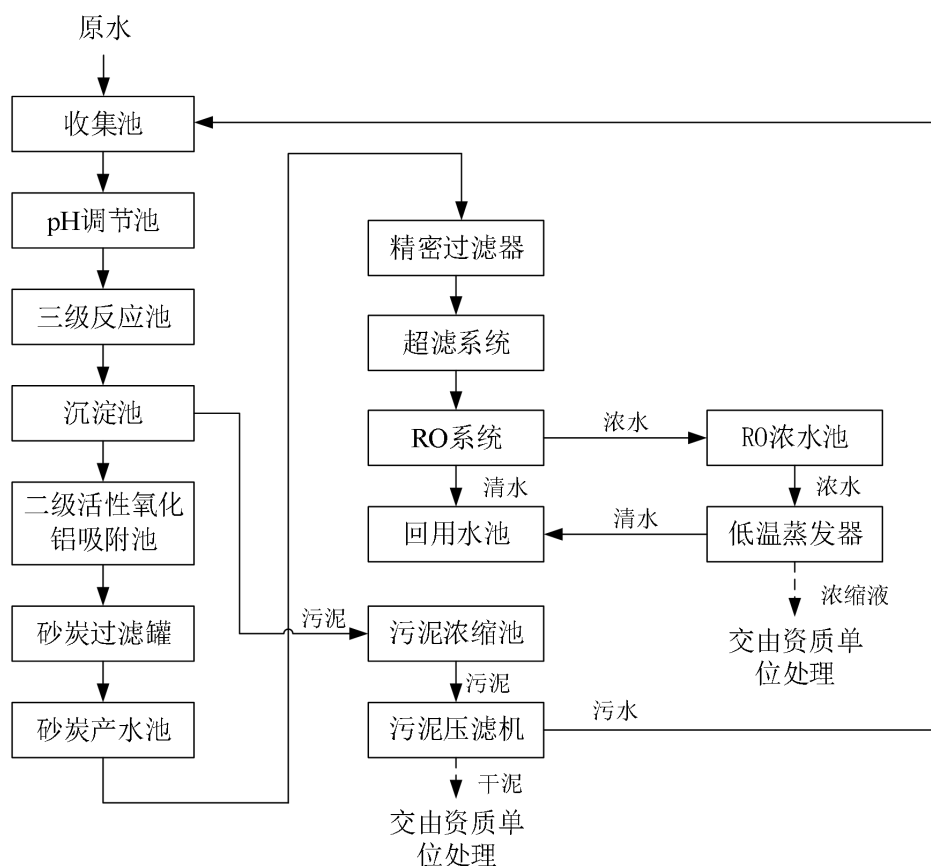 原水
收集池
pH调节池
三级反应池
沉淀池
二级活性氧化
铝吸附池
砂炭过滤罐
砂炭产水池
精密过滤器
超滤系统
RO系统
浓水
RO浓水池
清水
浓水
回用水池
清水
低温蒸发器
浓缩液
交由资质单
位处理
污泥
污泥浓缩池
污泥
污泥压滤机
污水
干泥
交由资质单
位处理